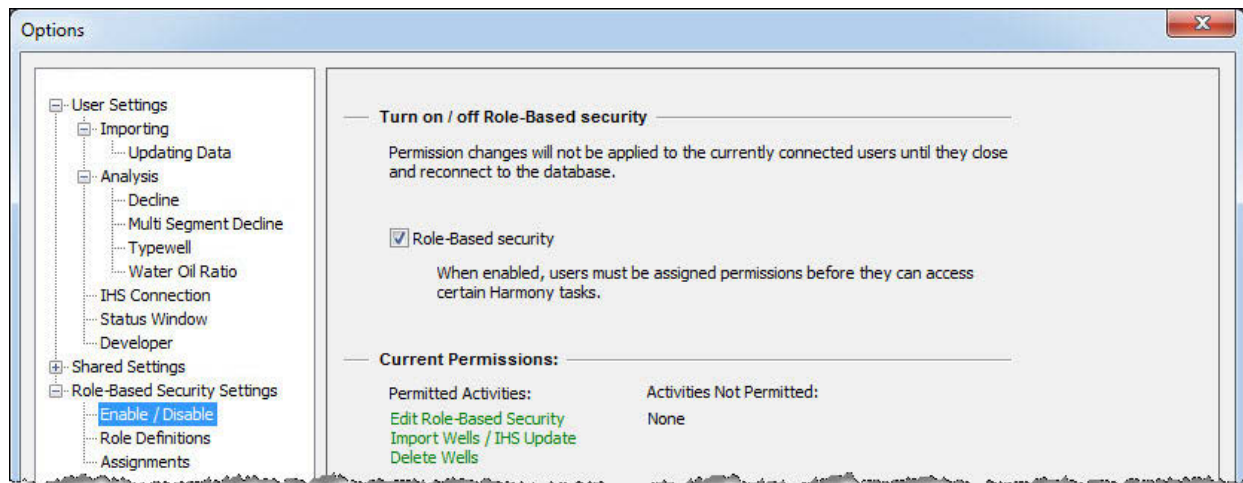 Options
User Settings
Importing
Updating Data
Analysis
Decline
Multi Segment Decline
Typewell
Water Oil Ratio
IHS Connection
Status Window
Developer
Shared Settings
Role-Based Security Settings
Enable / Disable
Role Definitions
Assignments
Turn on / off Role-Based security
Permission changes will not be applied to the currently connected users until they close
and reconnect to the database.
Role-Based security
When enabled, users must be assigned permissions before they can access
certain Harmony tasks.
Current Permissions:
Permitted Activities:
Edit Role-Based Security
Import Wells / IHS Update
Delete Wells
Activities Not Permitted:
None